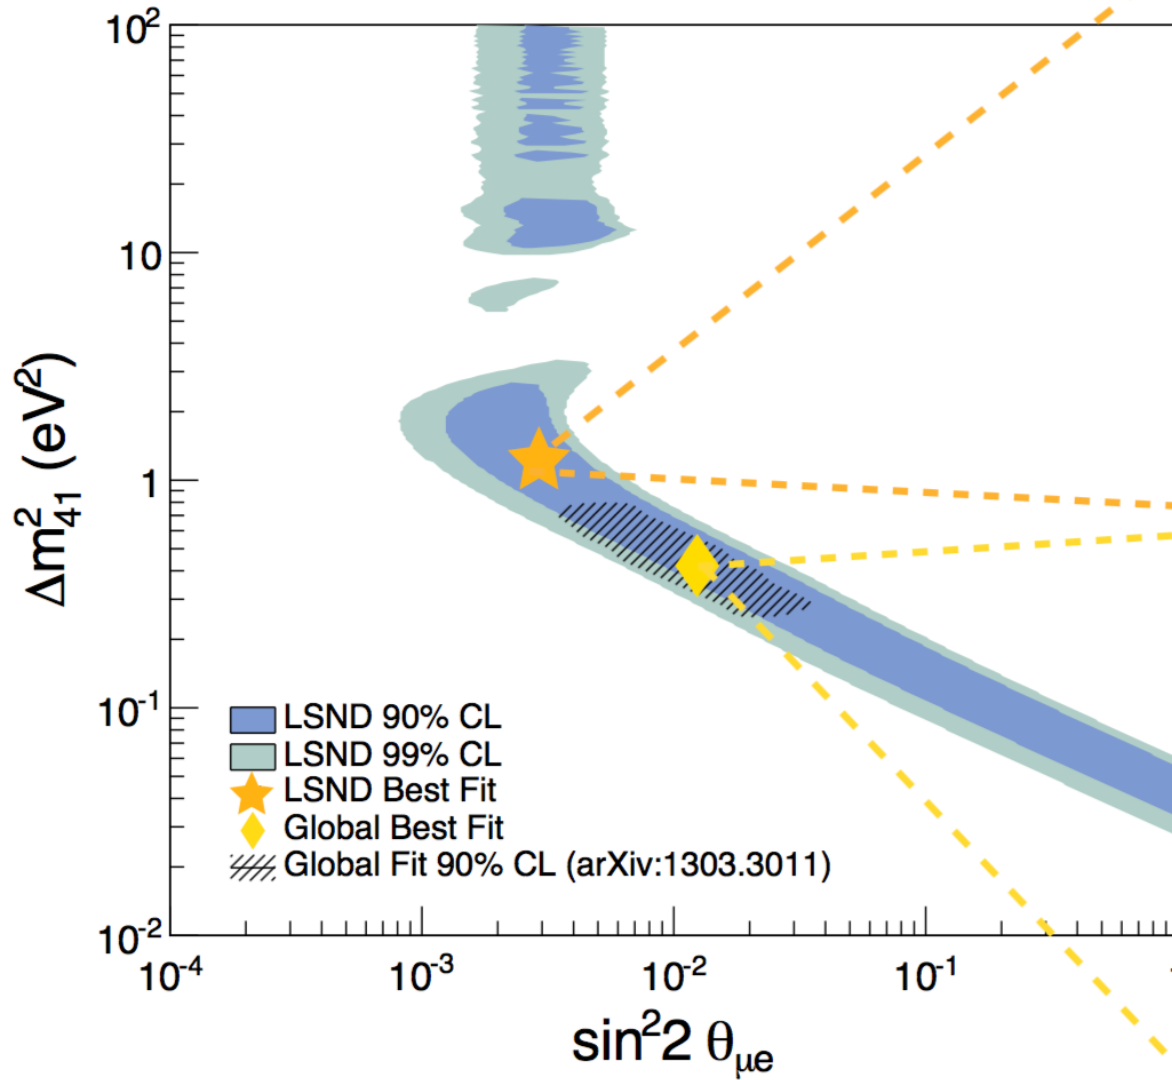 10²
10
1
10⁻¹
10⁻²
Δm²₄₁ (eV²)
LSND 90% CL
LSND 99% CL
LSND Best Fit
Global Best Fit
Global Fit 90% CL (arXiv:1303.3011)
10⁻⁴
10⁻³
10⁻²
10⁻¹
sin²2 θμe